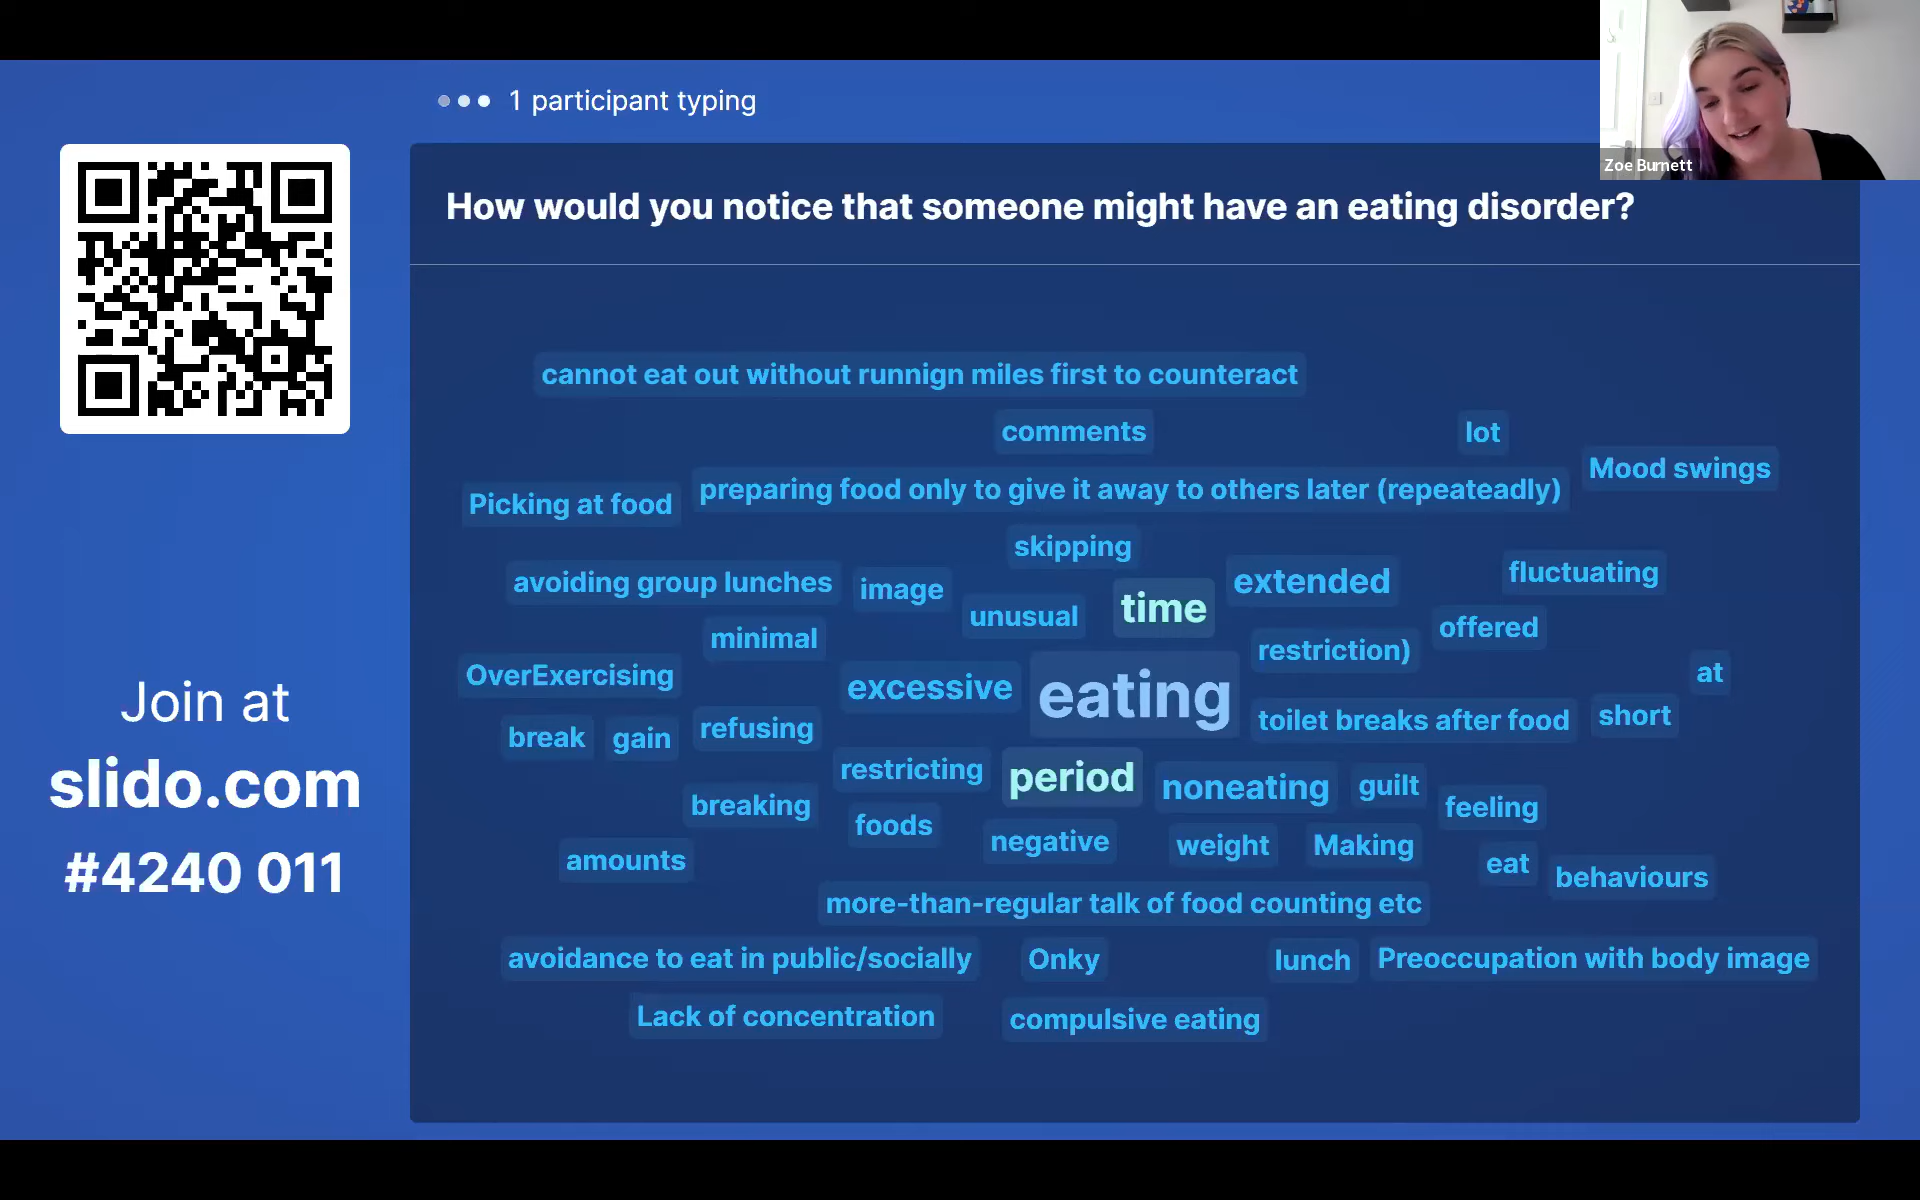 1 participant typing
Zoe Burnett
How would you notice that someone might have an eating disorder?
Join at
slido.com
#4240 011
cannot eat out without runnign miles first to counteract
comments
lot
Mood swings
Picking at food
preparing food only to give it away to others later (repeateadly)
skipping
avoiding group lunches
image
unusual
time
extended
fluctuating
minimal
offered
restriction)
OverExercising
excessive
eating
at
break
gain
refusing
toilet breaks after food
short
restricting
period
noneating
guilt
breaking
foods
feeling
negative
weight
Making
amounts
eat
behaviours
more-than-regular talk of food counting etc
avoidance to eat in public/socially
Onky
lunch
Preoccupation with body image
Lack of concentration
compulsive eating